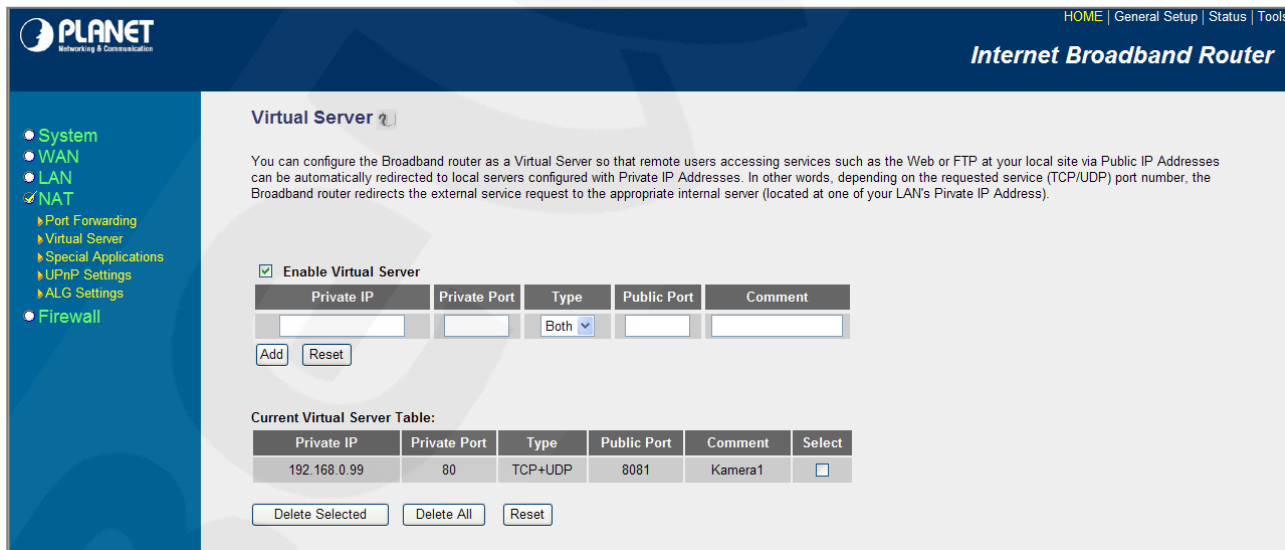 PLANET
Networking & Communication
HOME | General Setup | Status | Tools
Internet Broadband Router
System
WAN
LAN
NAT
Port Forwarding
Virtual Server
Special Applications
UPnP Settings
ALG Settings
Firewall
Virtual Server
You can configure the Broadband router as a Virtual Server so that remote users accessing services such as the Web or FTP at your local site via Public IP Addresses
can be automatically redirected to local servers configured with Private IP Addresses. In other words, depending on the requested service (TCP/UDP) port number, the
Broadband router redirects the external service request to the appropriate internal server (located at one of your LAN's Private IP Address).
Enable Virtual Server
Private IP Private Port Type Public Port Comment
Both
Add Reset
Current Virtual Server Table:
Private IP Private Port Type Public Port Comment Select
192.168.0.99 80 TCP+UDP 8081 Kamera1
Delete Selected Delete All Reset